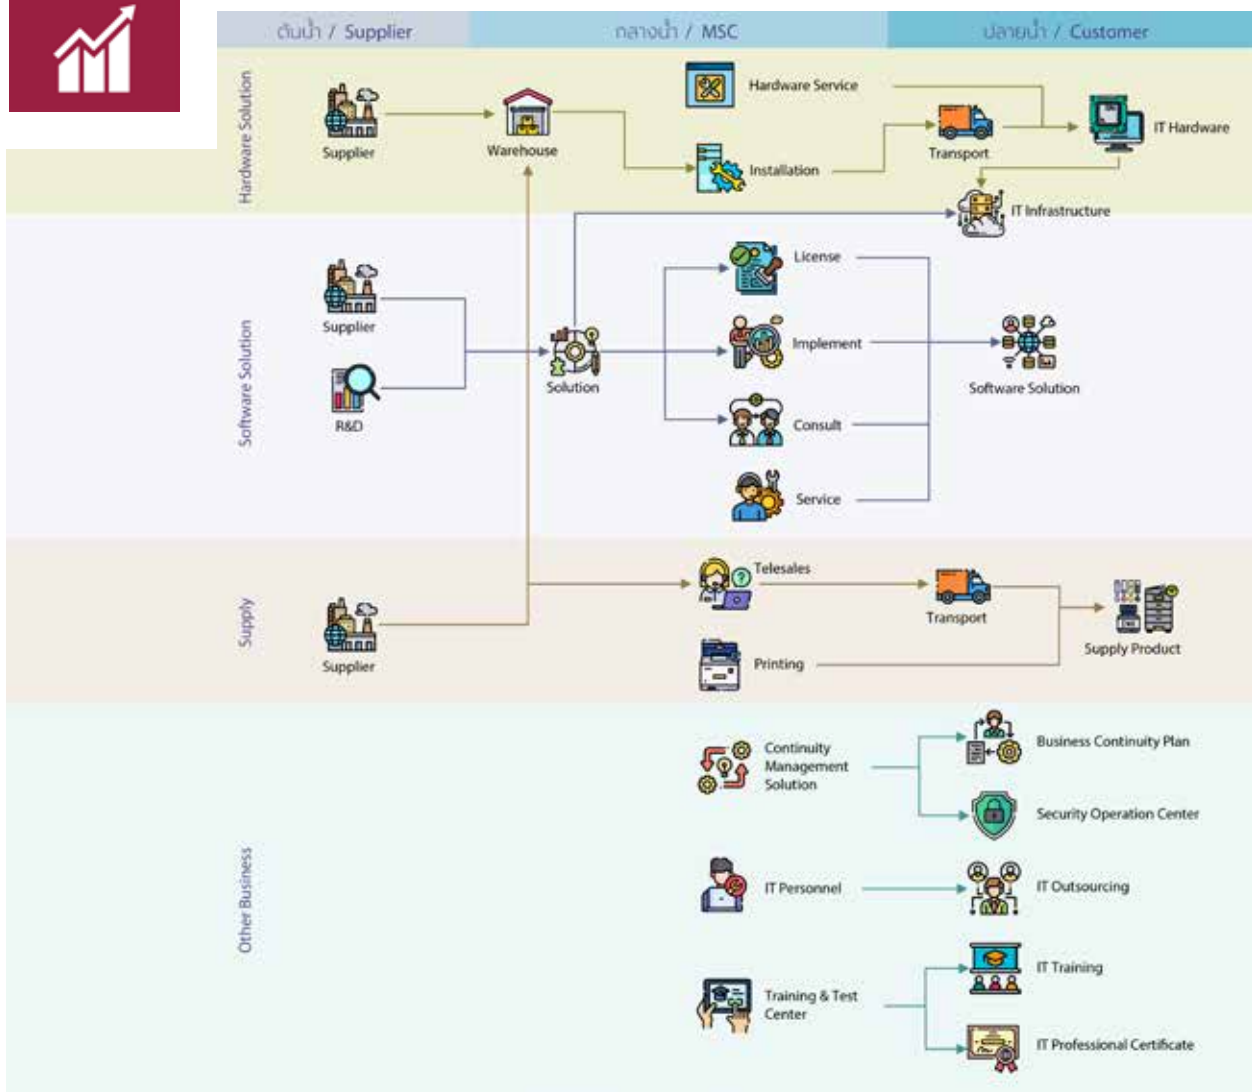 ต้นน้ำ / Supplier
กลางน้ำ / MSC
ปลายน้ำ / Customer
Hardware Solution
Supplier
Warehouse
Hardware Service
Installation
Transport
IT Hardware
IT Infrastructure
Software Solution
Supplier
R&D
Solution
License
Implement
Consult
Service
Software Solution
Supply
Supplier
Telesales
Printing
Transport
Supply Product
Other Business
Continuity
Management
Solution
Business Continuity Plan
Security Operation Center
IT Personnel
IT Outsourcing
Training & Test
Center
IT Training
IT Professional Certificate